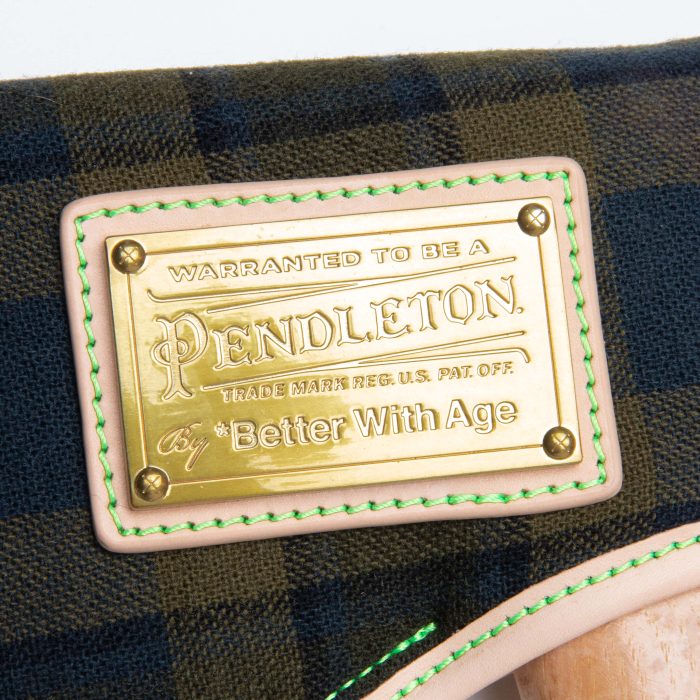 WARRANTED TO BE A
PENDLETON.
TRADE MARK REG. U.S. PAT. OFF.
By *Better With Age